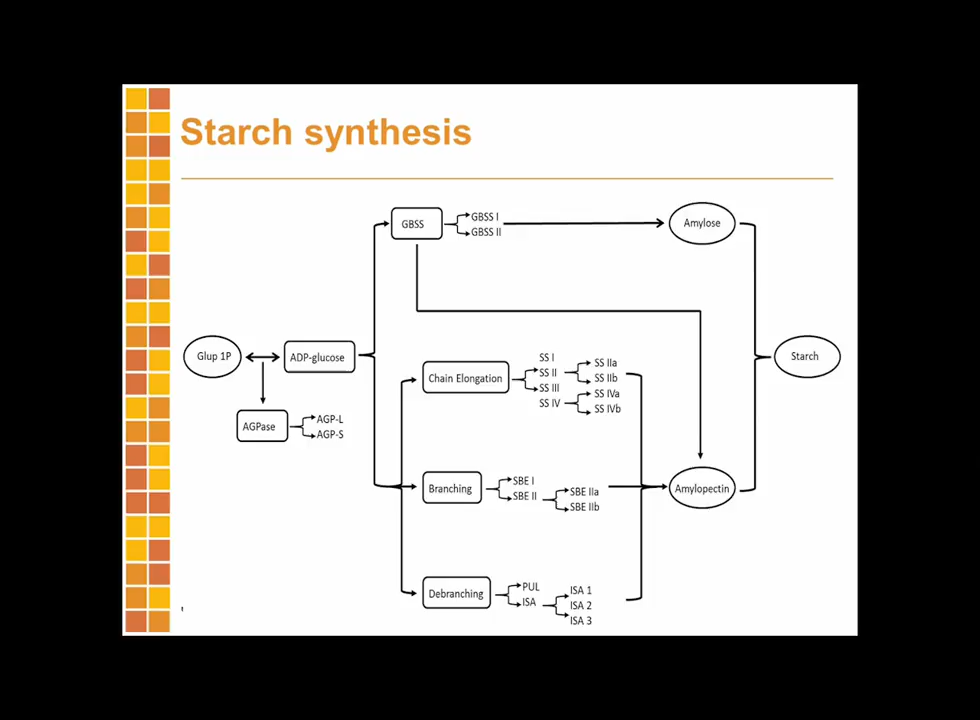 Starch synthesis
GBSS
GBSS I
GBSS II
Amylose
Glup 1P
ADP-glucose
Starch
AGPase
AGP-L
AGP-S
Chain Elongation
SS I
SS II
SS III
SS IV
SS IIa
SS IIb
SS IVa
SS IVb
Branching
SBE I
SBE II
SBE IIa
SBE IIb
Amylopectin
Debranching
PUL
ISA
ISA 1
ISA 2
ISA 3